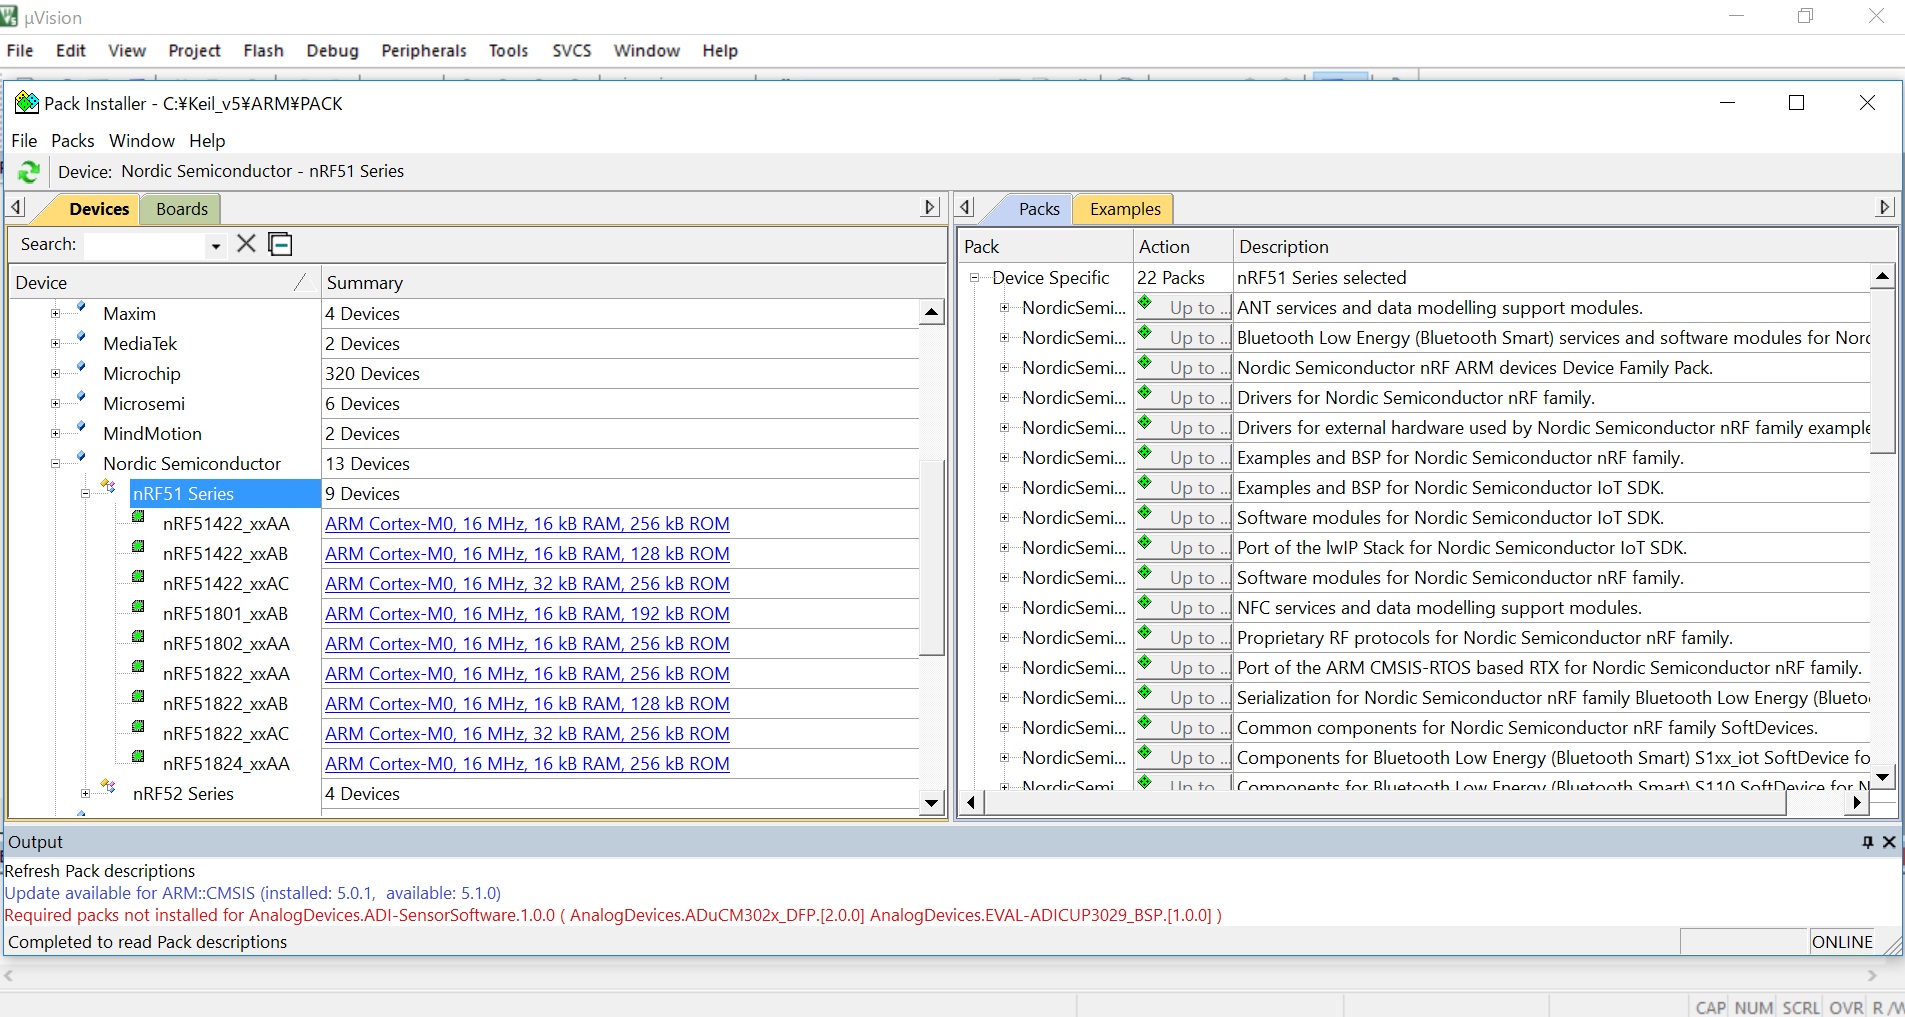 µVision
File Edit View Project Flash Debug Peripherals Tools SVCS Window Help
Pack Installer - C:¥Keil_v5¥ARM¥PACK
File Packs Window Help
Device: Nordic Semiconductor - nRF51 Series
Devices Boards
Search:
Device Summary
Maxim 4 Devices
MediaTek 2 Devices
Microchip 320 Devices
Microsemi 6 Devices
MindMotion 2 Devices
Nordic Semiconductor 13 Devices
nRF51 Series 9 Devices
nRF51422_xxAA ARM Cortex-M0, 16 MHz, 16 kB RAM, 256 kB ROM
nRF51422_xxAB ARM Cortex-M0, 16 MHz, 16 kB RAM, 128 kB ROM
nRF51422_xxAC ARM Cortex-M0, 16 MHz, 32 kB RAM, 256 kB ROM
nRF51801_xxAB ARM Cortex-M0, 16 MHz, 16 kB RAM, 192 kB ROM
nRF51802_xxAA ARM Cortex-M0, 16 MHz, 16 kB RAM, 256 kB ROM
nRF51822_xxAA ARM Cortex-M0, 16 MHz, 16 kB RAM, 256 kB ROM
nRF51822_xxAB ARM Cortex-M0, 16 MHz, 16 kB RAM, 128 kB ROM
nRF51822_xxAC ARM Cortex-M0, 16 MHz, 32 kB RAM, 256 kB ROM
nRF51824_xxAA ARM Cortex-M0, 16 MHz, 16 kB RAM, 256 kB ROM
nRF52 Series 4 Devices
Packs Examples
Pack Action Description
Device Specific 22 Packs nRF51 Series selected
NordicSemi... Up to ... ANT services and data modelling support modules.
NordicSemi... Up to ... Bluetooth Low Energy (Bluetooth Smart) services and software modules for Nord
NordicSemi... Up to ... Nordic Semiconductor nRF ARM devices Device Family Pack.
NordicSemi... Up to ... Drivers for Nordic Semiconductor nRF family.
NordicSemi... Up to ... Drivers for external hardware used by Nordic Semiconductor nRF family example
NordicSemi... Up to ... Examples and BSP for Nordic Semiconductor nRF family.
NordicSemi... Up to ... Examples and BSP for Nordic Semiconductor IoT SDK.
NordicSemi... Up to ... Software modules for Nordic Semiconductor IoT SDK.
NordicSemi... Up to ... Port of the lwIP Stack for Nordic Semiconductor IoT SDK.
NordicSemi... Up to ... Software modules for Nordic Semiconductor nRF family.
NordicSemi... Up to ... NFC services and data modelling support modules.
NordicSemi... Up to ... Proprietary RF protocols for Nordic Semiconductor nRF family.
NordicSemi... Up to ... Port of the ARM CMSIS-RTOS based RTX for Nordic Semiconductor nRF family.
NordicSemi... Up to ... Serialization for Nordic Semiconductor nRF family Bluetooth Low Energy (Blueto
NordicSemi... Up to ... Common components for Nordic Semiconductor nRF family SoftDevices.
NordicSemi... Up to ... Components for Bluetooth Low Energy (Bluetooth Smart) S1xx_iot SoftDevice fo
NordicSemi... Up to ... Components for Bluetooth Low Energy (Bluetooth Smart) S110 SoftDevice for N
Output
Refresh Pack descriptions
Update available for ARM::CMSIS (installed: 5.0.1, available: 5.1.0)
Required packs not installed for AnalogDevices.ADI-SensorSoftware.1.0.0 ( AnalogDevices.ADuCM302x_DFP.[2.0.0] AnalogDevices.EVAL-ADICUP3029_BSP.[1.0.0] )
Completed to read Pack descriptions ONLINE
CAP NUM SCRL OVR R/W